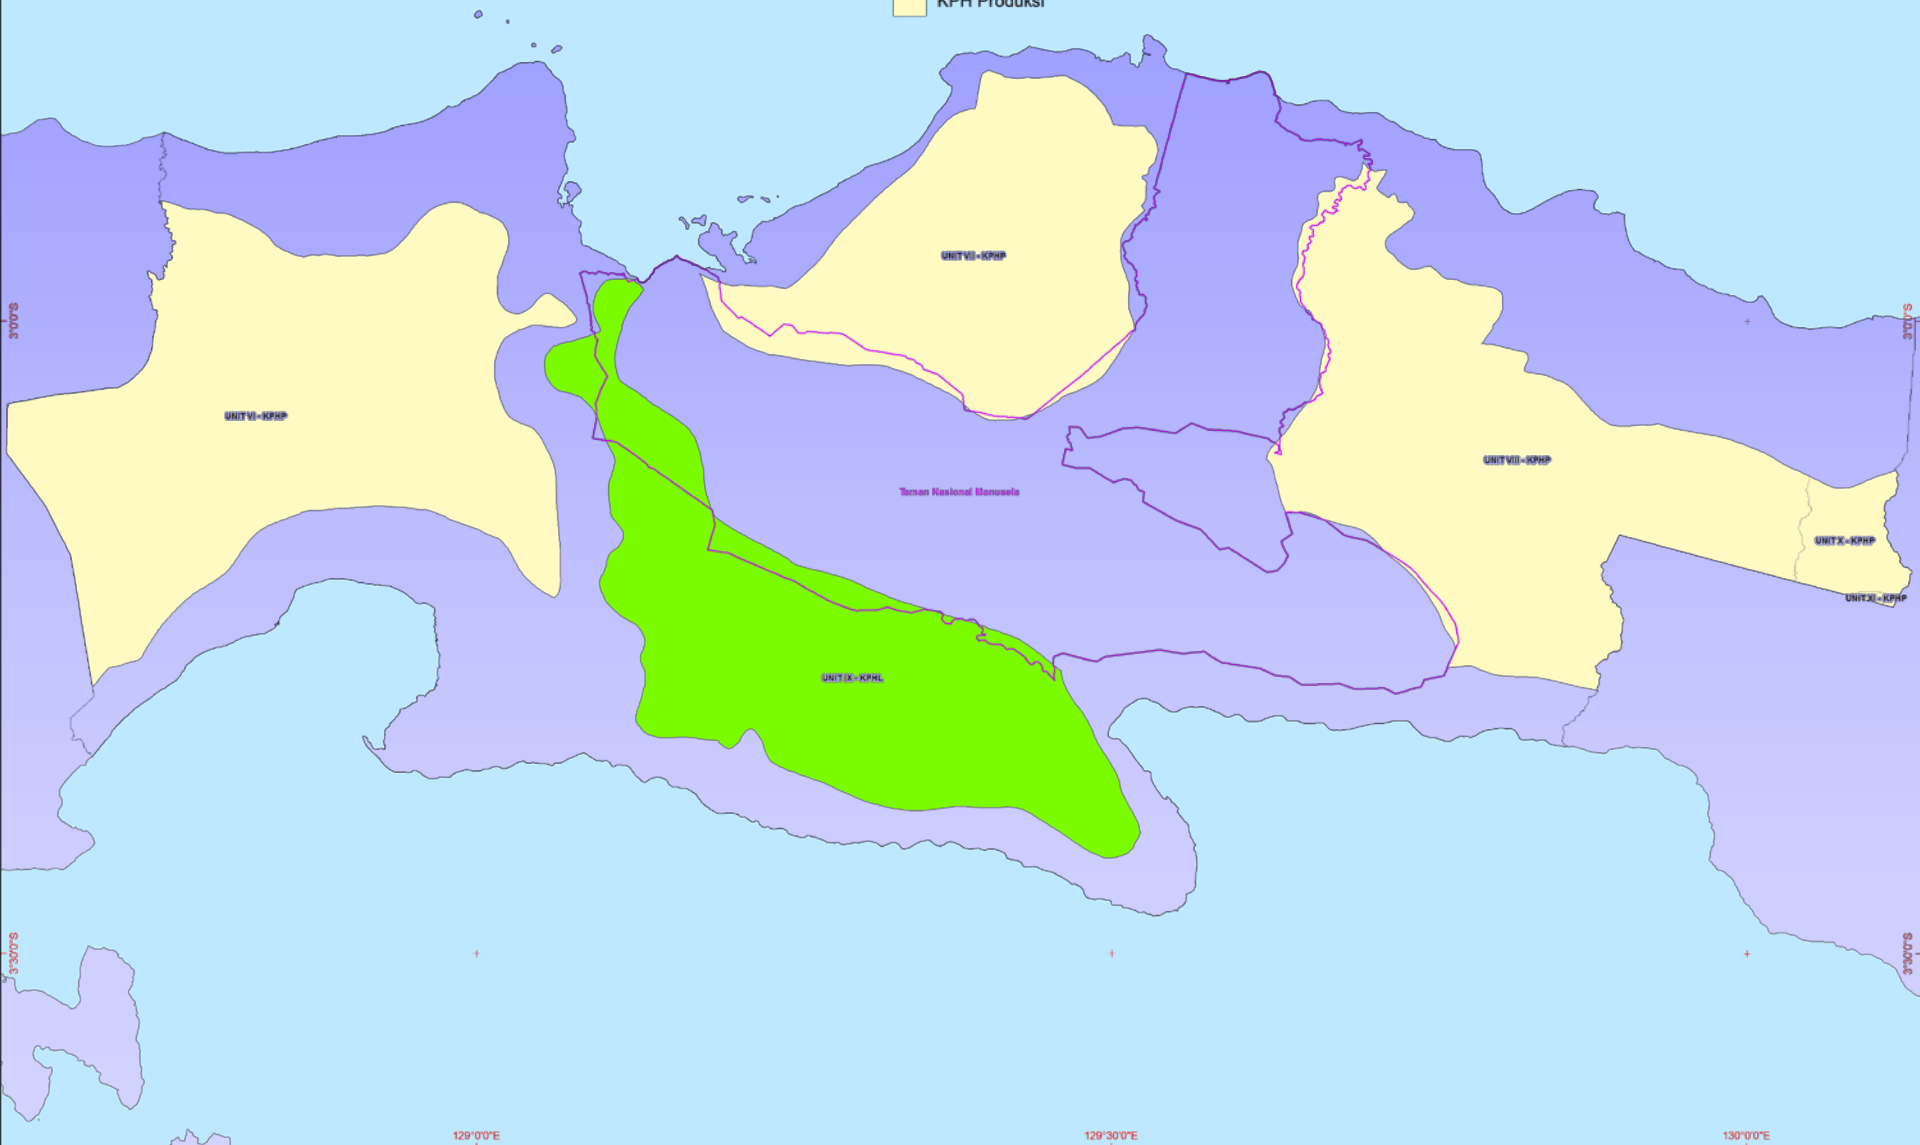 KPH Produksi
UNIT VII - KPHP
3°0'0"S
3°0'0"S
UNIT VI - KPHP
UNIT VIII - KPHP
Taman Nasional Manusela
UNIT X - KPHP
UNIT XI - KPHP
UNIT IX - KPHL
3°30'0"S
3°30'0"S
129°0'0"E
129°30'0"E
130°0'0"E